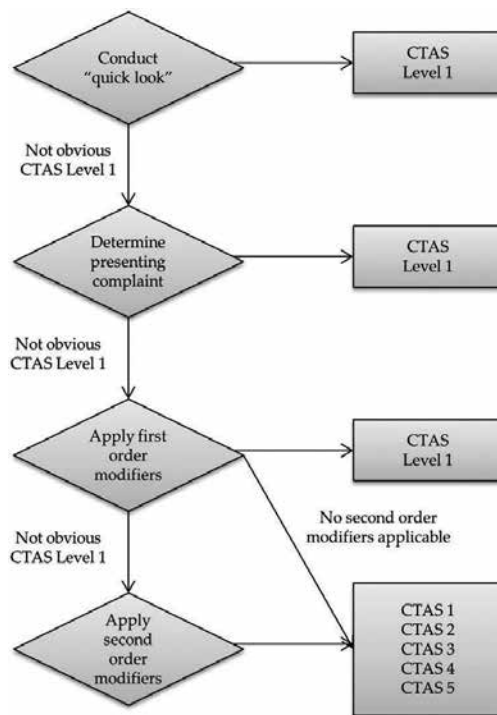 Conduct
“quick look”
CTAS
Level 1
Not obvious
CTAS Level 1
Determine
presenting
complaint
CTAS
Level 1
Not obvious
CTAS Level 1
Apply first
order
modifiers
CTAS
Level 1
No second order
modifiers applicable
Not obvious
CTAS Level 1
Apply
second
order
modifiers
CTAS 1
CTAS 2
CTAS 3
CTAS 4
CTAS 5